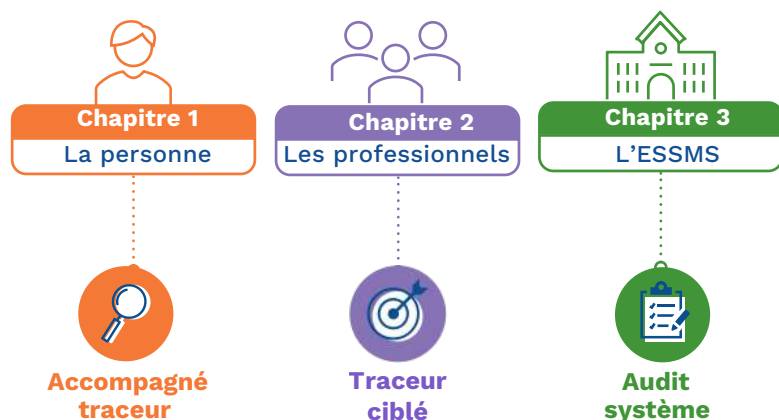 Chapitre 1
La personne
Accompagné
traceur
Chapitre 2
Les professionnels
Traceur
ciblé
Chapitre 3
L'ESSMS
Audit
système